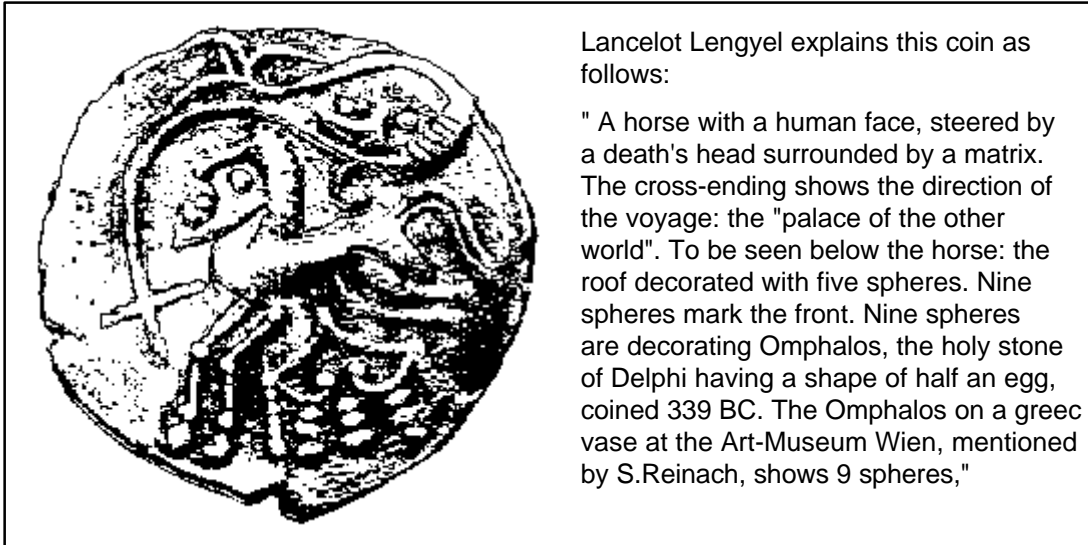 Lancelot Lengyel explains this coin as
follows:
" A horse with a human face, steered by
a death's head surrounded by a matrix.
The cross-ending shows the direction of
the voyage: the "palace of the other
world". To be seen below the horse: the
roof decorated with five spheres. Nine
spheres mark the front. Nine spheres
are decorating Omphalos, the holy stone
of Delphi having a shape of half an egg,
coined 339 BC. The Omphalos on a greec
vase at the Art-Museum Wien, mentioned
by S.Reinach, shows 9 spheres,"